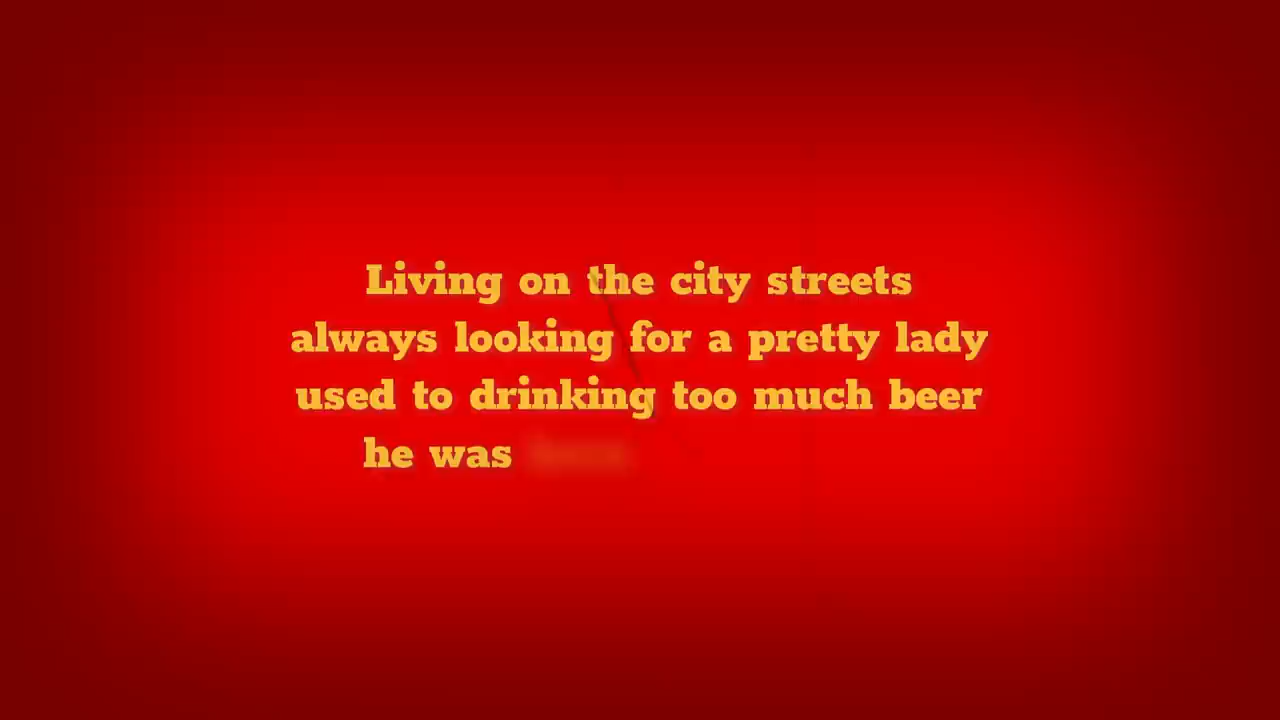 Living on the city streets
always looking for a pretty lady
used to drinking too much beer
he was